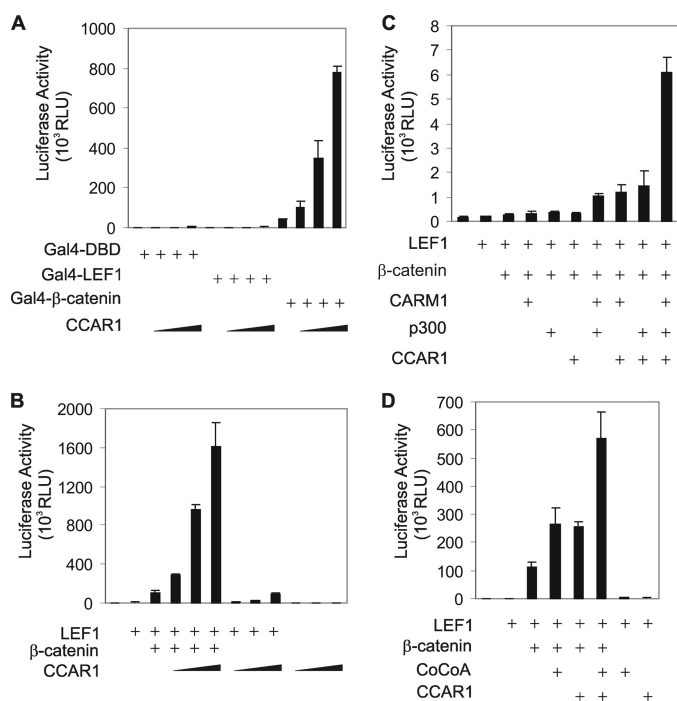 A
Luciferase Activity
(10³ RLU)
1000
800
600
400
200
0
Gal4-DBD + + + +
Gal4-LEF1 + + + +
Gal4-β-catenin + + + +
CCAR1
B
Luciferase Activity
(10³ RLU)
2000
1600
1200
800
400
0
LEF1 + + + + + + + +
β-catenin + + + +
CCAR1
C
Luciferase Activity
(10³ RLU)
8
7
6
5
4
3
2
1
0
LEF1 + + + + + + + + +
β-catenin + + + + + + + +
CARM1 + + + +
p300 + + + +
CCAR1 + + + +
D
Luciferase Activity
(10³ RLU)
700
600
500
400
300
200
100
0
LEF1 + + + + + + +
β-catenin + + + +
CoCoA + + +
CCAR1 + + +